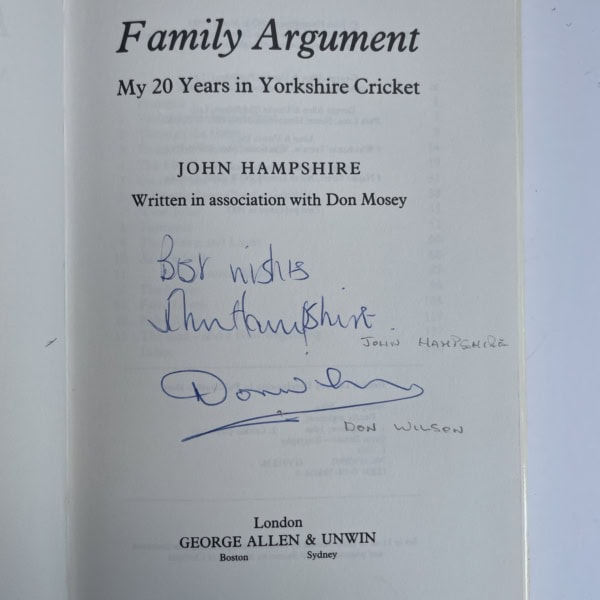 Family Argument
My 20 Years in Yorkshire Cricket
JOHN HAMPSHIRE
Written in association with Don Mosey
Best wishes
John Hampshire
JOHN HAMPSHIRE
Don Wilson
DON WILSON
London
GEORGE ALLEN & UNWIN
Boston Sydney